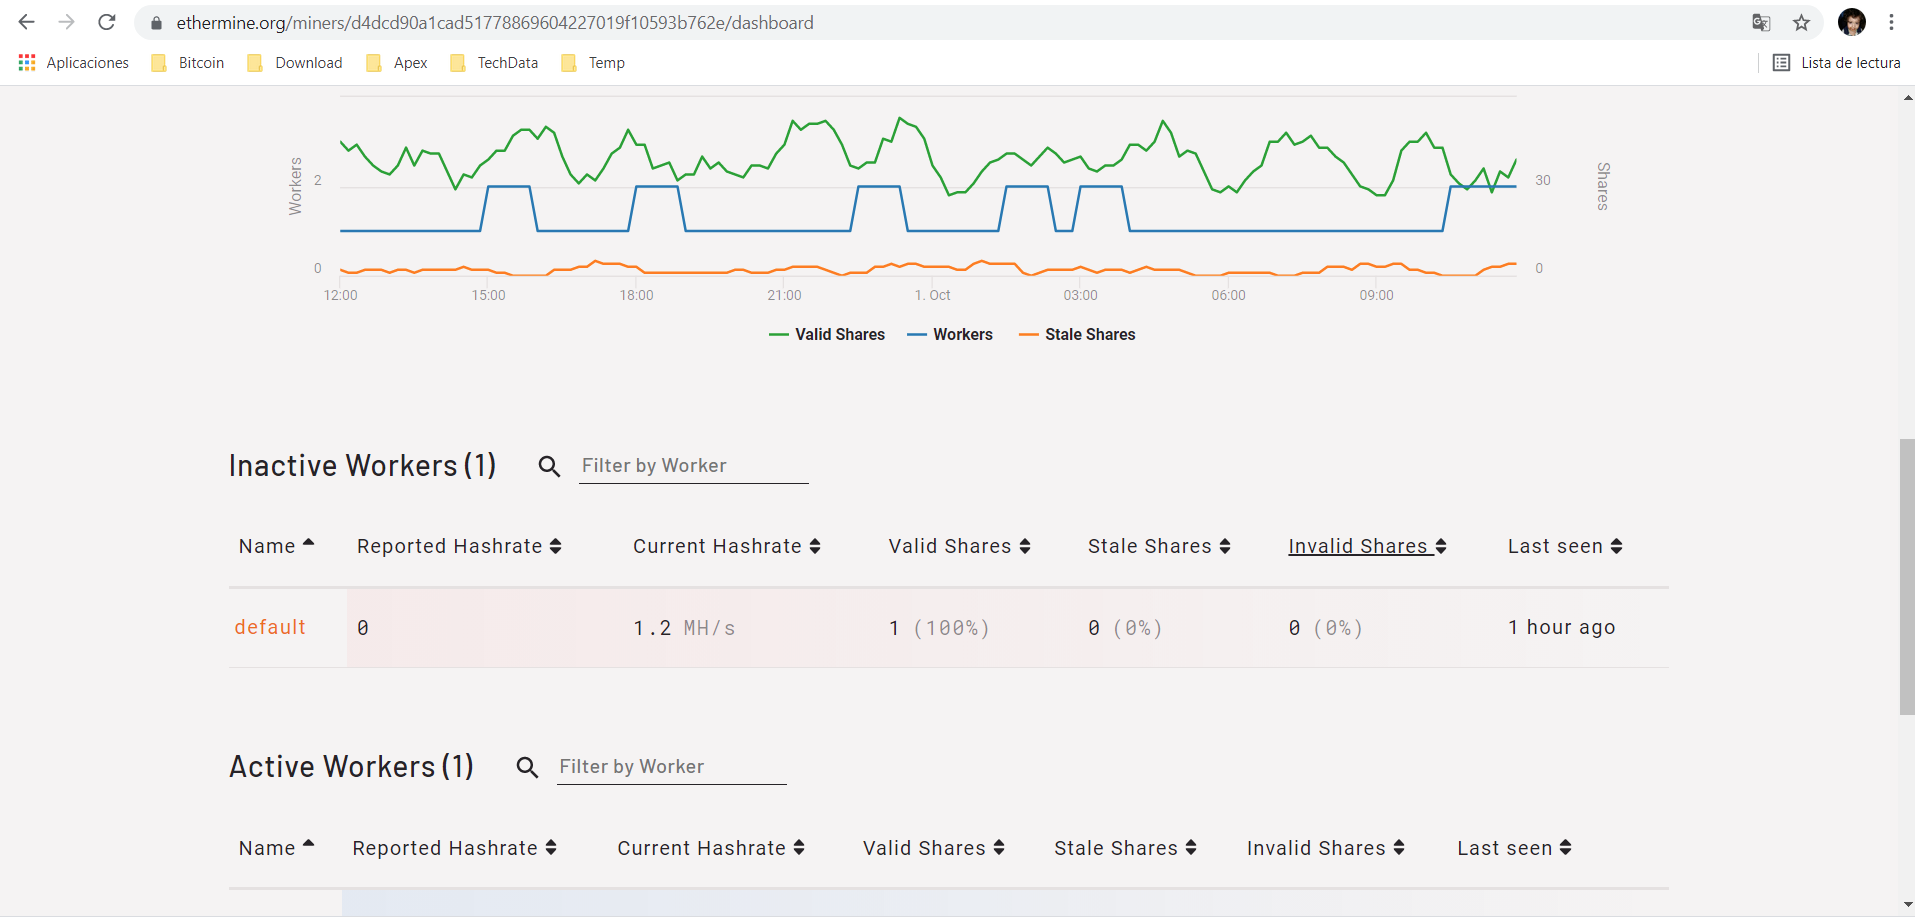 ethermine.org/miners/d4dcd90a1cad51778869604227019f10593b762e/dashboard
Aplicaciones Bitcoin Download Apex TechData Temp Lista de lectura
Workers
2
0
30
0
Shares
12:00 15:00 18:00 21:00 1. Oct 03:00 06:00 09:00
Valid Shares Workers Stale Shares
Inactive Workers (1) Filter by Worker
Name Reported Hashrate Current Hashrate Valid Shares Stale Shares Invalid Shares Last seen
default 0 1.2 MH/s 1 (100%) 0 (0%) 0 (0%) 1 hour ago
Active Workers (1) Filter by Worker
Name Reported Hashrate Current Hashrate Valid Shares Stale Shares Invalid Shares Last seen